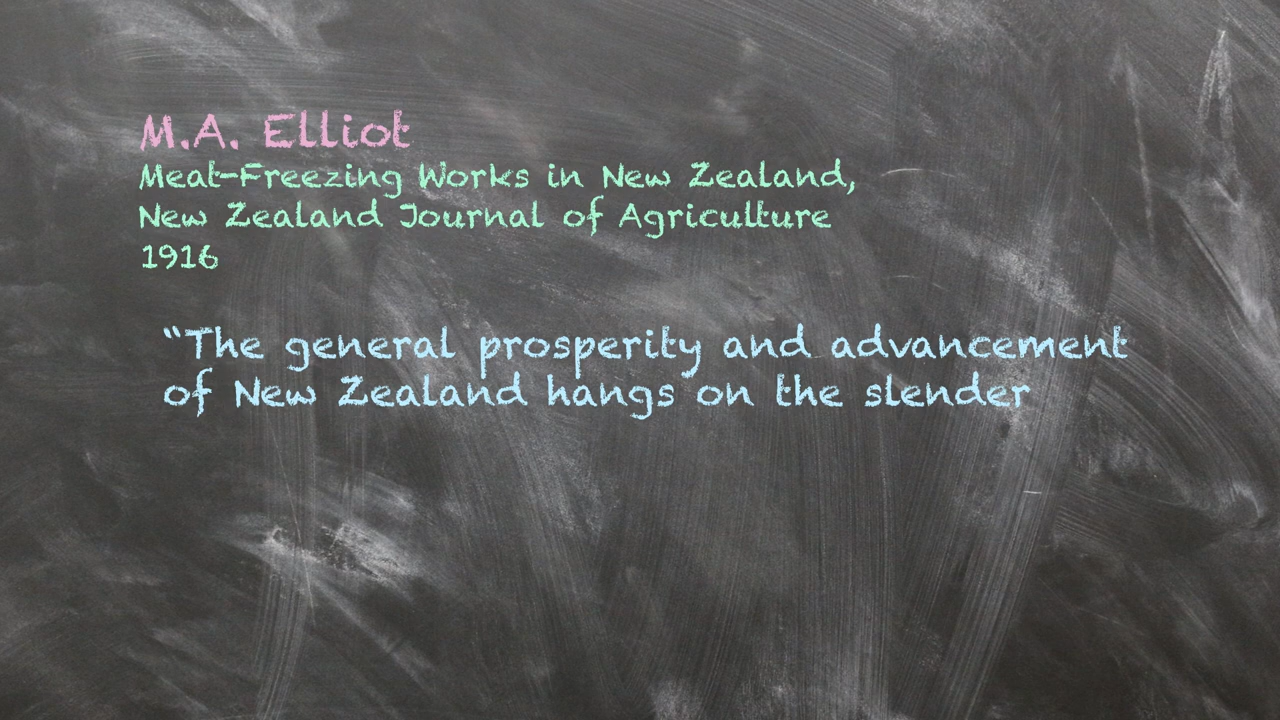 M.A. Elliot
Meat-Freezing Works in New Zealand,
New Zealand Journal of Agriculture
1916
“The general prosperity and advancement
of New Zealand hangs on the slender